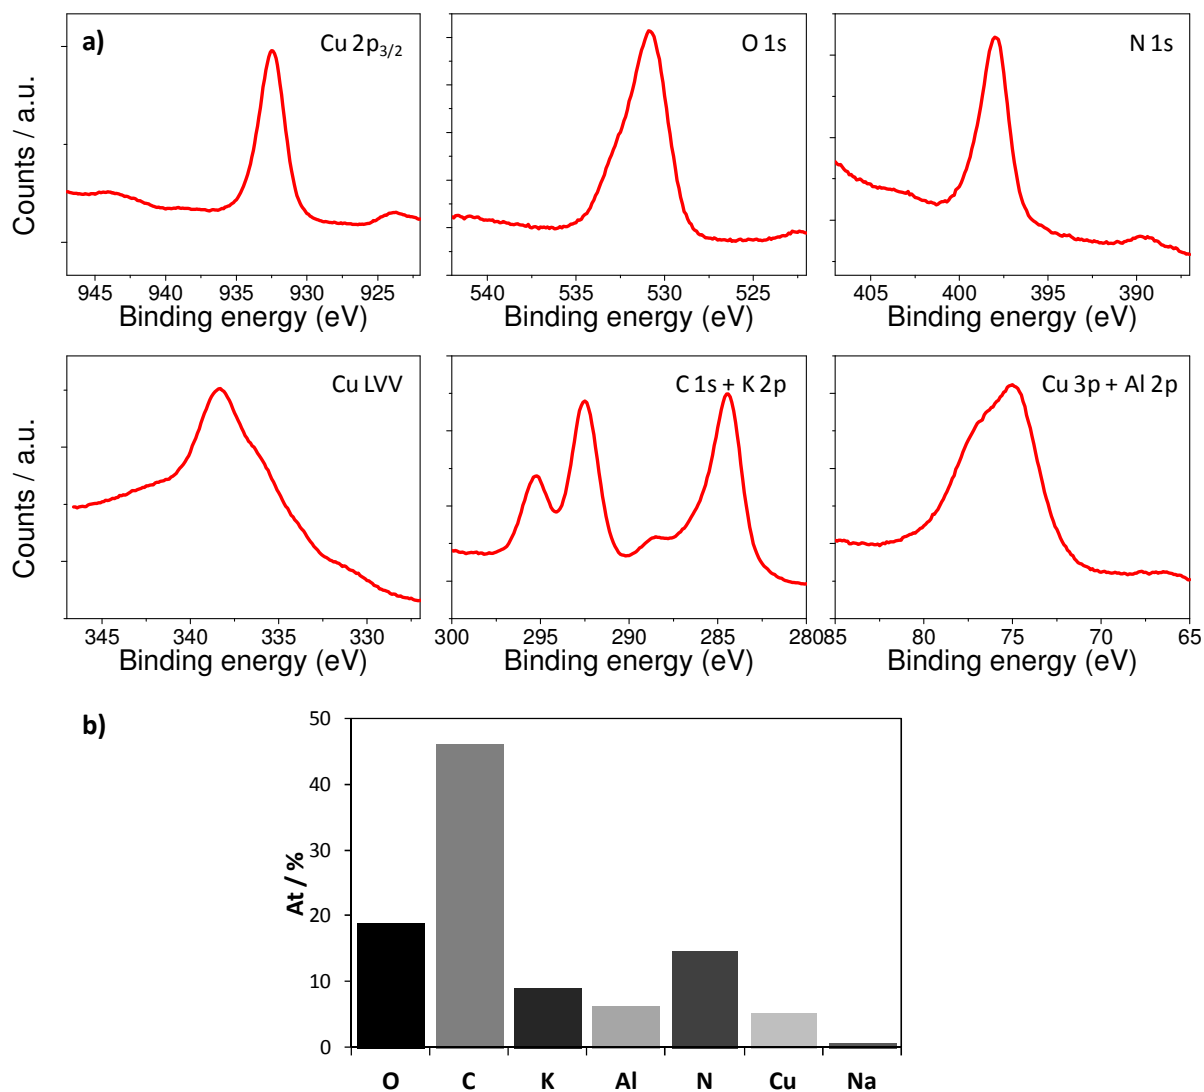 a)
Cu 2p3/2
O 1s
N 1s
Counts / a.u.
945 940 935 930 925
540 535 530 525
405 400 395 390
Binding energy (eV)
Binding energy (eV)
Binding energy (eV)
Cu LVV
C 1s + K 2p
Cu 3p + Al 2p
Counts / a.u.
345 340 335 330
300 295 290 285 280
85 80 75 70 65
Binding energy (eV)
Binding energy (eV)
Binding energy (eV)
b)
At / %
50
40
30
20
10
0
O C K Al N Cu Na